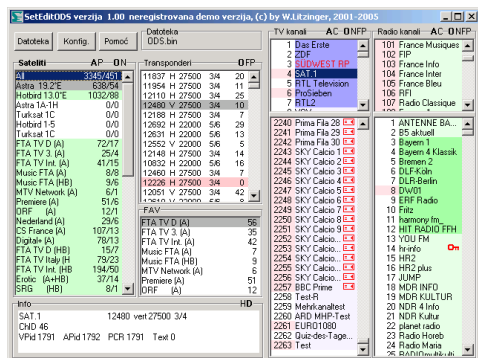 SetEditODS verzija 1.00 neregistrovana demo verzija, (c) by W.Litzinger, 2001-2005
Datoteka Konfig. Pomoć
Datoteka
ODS.bin
Sateliti AP ON
All 3345/451
Astra 19.2°E 638/54
Hotbird 13.0°E 1032/88
Astra 1A-1H 0/0
Turksat 1C 0/0
Hotbird 1-5 0/0
Turksat 1C 0/0
FTA TV D (A) 72/17
FTA TV 3. (A) 25/4
FTA TV Int. (A) 41/15
Music FTA (A) 8/8
Music FTA (HB) 9/6
MTV Network (A) 6/1
Premiere (A) 51/6
ORF (A) 12/1
Nederland (A) 29/6
CS France (A) 107/13
Digital+ (A) 78/13
FTA TV D (HB) 15/7
FTA TV Italy (H 79/23
FTA TV Int. (HB 194/50
Erotic (A+HB) 37/14
SRG (HB) 8/1
Transponderi OFP
11837 H 27500 3/4 20
11954 H 27500 3/4 11
12110 H 27500 3/4 25
12480 V 27500 3/4 10
12188 H 27500 3/4 7
12692 H 22000 5/6 29
12631 H 22000 5/6 13
12552 V 22000 5/6 5
12148 H 27500 3/4 14
10832 H 22000 5/6 16
12460 H 27500 3/4 7
12226 H 27500 3/4 0
12051 V 27500 3/4 42
FAV
FTA TV D (A) 56
FTA TV 3. (A) 35
FTA TV Int. (A) 42
Music FTA (A) 7
Music FTA (HB) 9
MTV Network (A) 6
Premiere (A) 51
ORF (A) 12
Info HD
SAT.1 12480 vert 27500 3/4
ChID 46
VPid 1791 APid 1792 PCR 1791 Text 0
TV kanali A ONFP
1 Das Erste
2 ZDF
3 SÜDWEST RP
4 SAT.1
5 RTL Television
6 ProSieben
7 RTL2
2240 Prima Fila 28
2241 Prima Fila 29
2242 Prima Fila 30
2243 SKY Calcio 1
2244 SKY Calcio 2
2245 SKY Calcio 3
2246 SKY Calcio 4
2247 SKY Calcio 5
2248 SKY Calcio 6
2249 SKY Calcio 7
2250 SKY Calcio 8
2251 SKY Calcio 9
2252 SKY Calcio...
2253 SKY Calcio...
2254 SKY Calcio...
2255 SKY Calcio...
2256 SKY Calcio...
2257 BBC Prime
2258 Test-R
2259 Mehrkanaltest
2260 ARD MHP-Test
2261 EURO1080
2262 Quiz-des-Tage...
2263 Test
Radio kanali A ONFP
101 France Musiques
102 FIP
103 France Info
104 France Inter
105 France Bleu
106 RFI
107 Radio Classique
1 ANTENNE BA...
2 B5 aktuell
3 Bayern 1
4 Bayern 4 Klassik
5 Bremen 2
6 DLF-Köln
7 DLR-Berlin
8 DW01
9 ERF Radio
10 Fritz
11 harmony fm_
12 HIT RADIO FFH
13 YOU FM
14 hr-info
15 HR2
16 HR2 plus
17 JUMP
18 MDR INFO
19 MDR KULTUR
20 NDR 4 Info
21 NDR Kultur
22 planet radio
23 Radio Horeb
24 Radio Maria
25 RADIOmultikulti